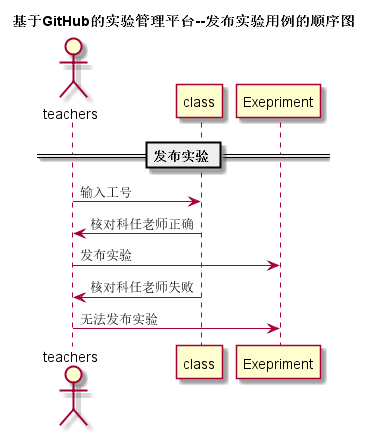 基于GitHub的实验管理平台--发布实验用例的顺序图
teachers
class
Exepriment
发布实验
输入工号
核对科任老师正确
发布实验
核对科任老师失败
无法发布实验
teachers
class
Exepriment